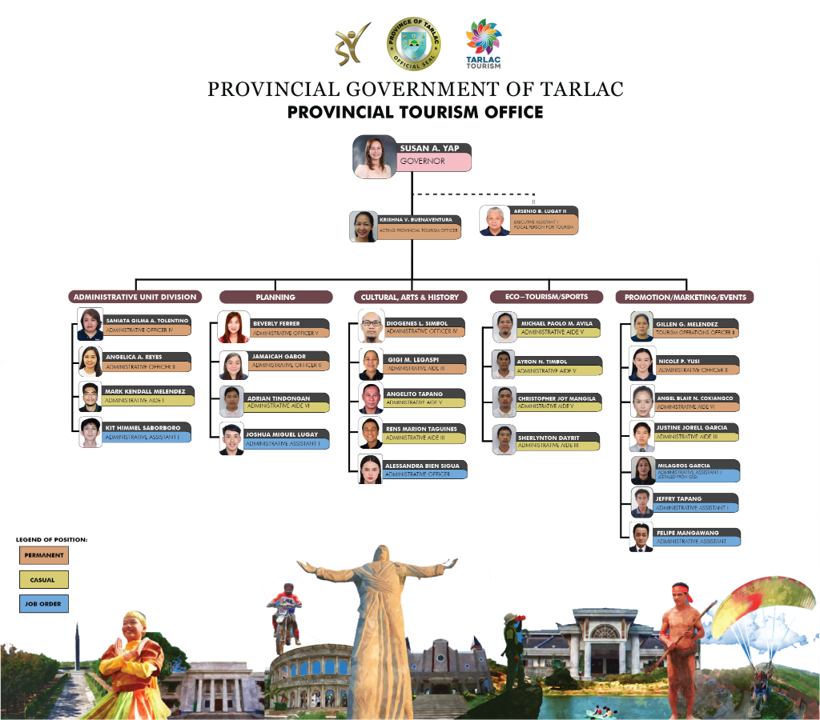 SY
PROVINCE OF TARLAC
OFFICIAL SEAL
TARLAC
TOURISM
PROVINCIAL GOVERNMENT OF TARLAC
PROVINCIAL TOURISM OFFICE
SUSAN A. YAP
GOVERNOR
KRISHNA V. BUENAVENTURA
ACTING PROVINCIAL TOURISM OFFICER
ARSENIO B. LUGAY II
EXECUTIVE ASSISTANT I
FOCAL PERSON FOR TOURISM
ADMINISTRATIVE UNIT DIVISION
SANIATA GILMA A. TOLENTINO
ADMINISTRATIVE OFFICER IV
ANGELICA A. REYES
ADMINISTRATIVE OFFICER II
MARK KENDALL MELENDEZ
ADMINISTRATIVE AIDE I
KIT HIMMEL SABORBORO
ADMINISTRATIVE ASSISTANT I
PLANNING
BEVERLY FERRER
ADMINISTRATIVE OFFICER V
JAMAICAH GABOR
ADMINISTRATIVE OFFICER II
ADRIAN TINDONGAN
ADMINISTRATIVE AIDE VI
JOSHUA MIGUEL LUGAY
ADMINISTRATIVE ASSISTANT I
CULTURAL, ARTS & HISTORY
DIOGENES L. SIMBOL
ADMINISTRATIVE OFFICER IV
GIGI M. LEGASPI
ADMINISTRATIVE AIDE III
ANGELITO TAPANG
ADMINISTRATIVE AIDE V
RENS MARION TAGUINES
ADMINISTRATIVE AIDE III
ALESSANDRA BIEN SIGUA
ADMINISTRATIVE OFFICER
ECO-TOURISM/SPORTS
MICHAEL PAOLO M. AVILA
ADMINISTRATIVE AIDE V
AYRON N. TIMBOL
ADMINISTRATIVE AIDE V
CHRISTOPHER JOY MANGILA
ADMINISTRATIVE AIDE V
SHERLYNTON DAYRIT
ADMINISTRATIVE AIDE III
PROMOTION/MARKETING/EVENTS
GILLEN G. MELENDEZ
TOURISM OPERATIONS OFFICER II
NICOLE P. YUSI
ADMINISTRATIVE OFFICER II
ANGEL BLAIR N. COKIANGCO
ADMINISTRATIVE AIDE VI
JUSTINE JORELL GARCIA
ADMINISTRATIVE AIDE III
MILAGROS GARCIA
ADMINISTRATIVE ASSISTANT I
JEFFRY TAPANG
ADMINISTRATIVE ASSISTANT I
FELIPE MANGAWANG
ADMINISTRATIVE ASSISTANT
LEGEND OF POSITION:
PERMANENT
CASUAL
JOB ORDER